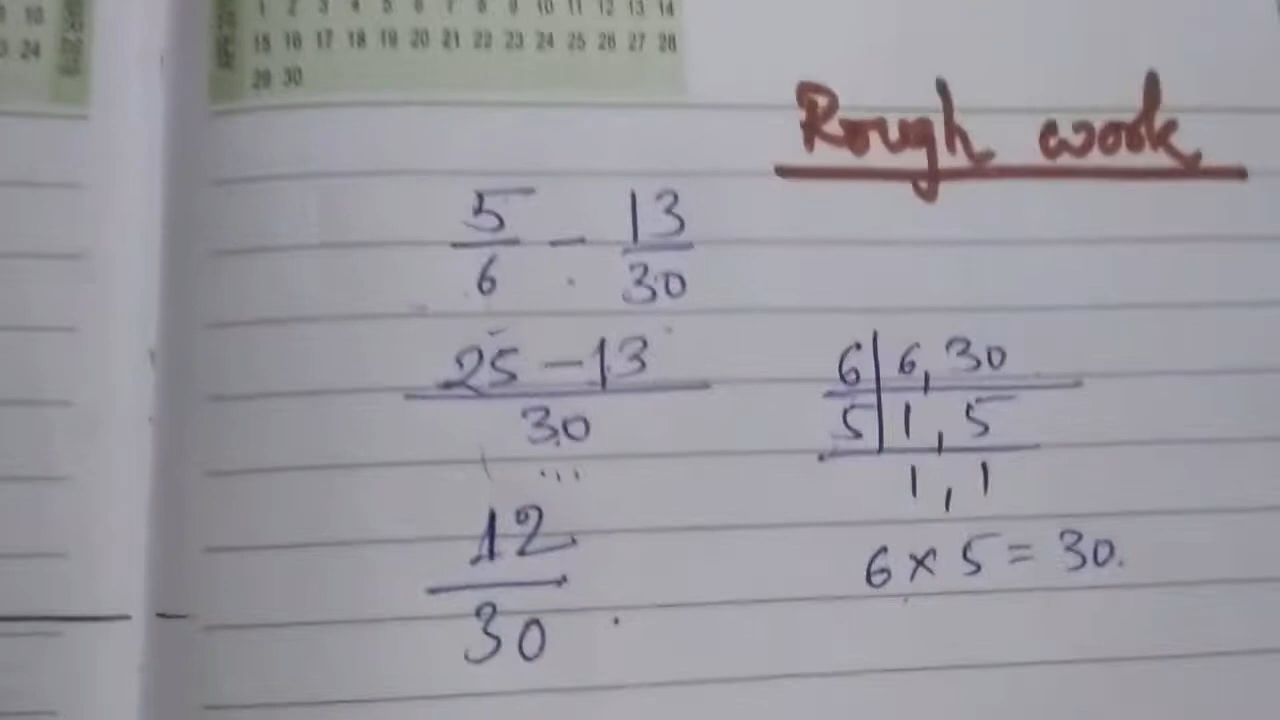 10
24
1 2 3 4 5 6 7 8 9 10 11 12 13 14
15 16 17 18 19 20 21 22 23 24 25 26 27 28
29 30
Rough work
5/6 - 13/30
25 - 13
30
12
30
6 | 6, 30
5 | 1, 5
1, 1
6 × 5 = 30.